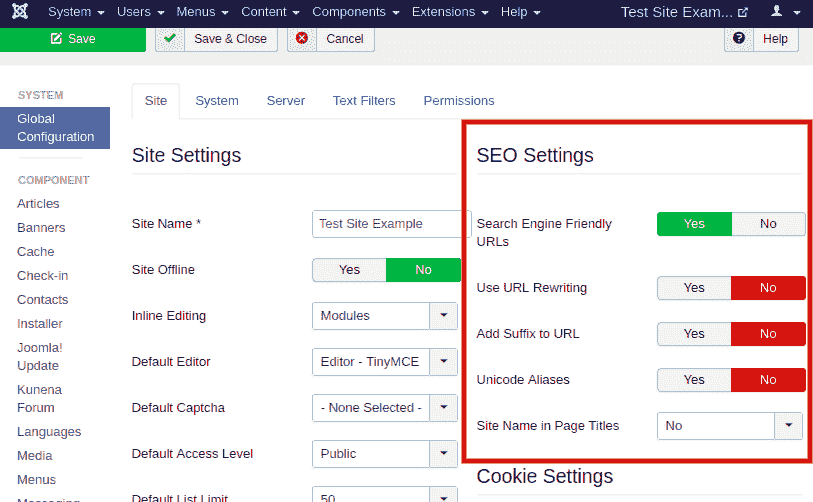 System Users Menus Content Components Extensions Help Test Site Exam...
Save Save & Close Cancel Help
SYSTEM
Global
Configuration
COMPONENT
Articles
Banners
Cache
Check-in
Contacts
Installer
Joomla!
Update
Kunena
Forum
Languages
Media
Menus
Messaging
Site System Server Text Filters Permissions
Site Settings
Site Name * Test Site Example
Site Offline Yes No
Inline Editing Modules
Default Editor Editor - TinyMCE
Default Captcha - None Selected -
Default Access Level Public
Default List Limit 50
SEO Settings
Search Engine Friendly Yes No
URLs
Use URL Rewriting Yes No
Add Suffix to URL Yes No
Unicode Aliases Yes No
Site Name in Page Titles No
Cookie Settings